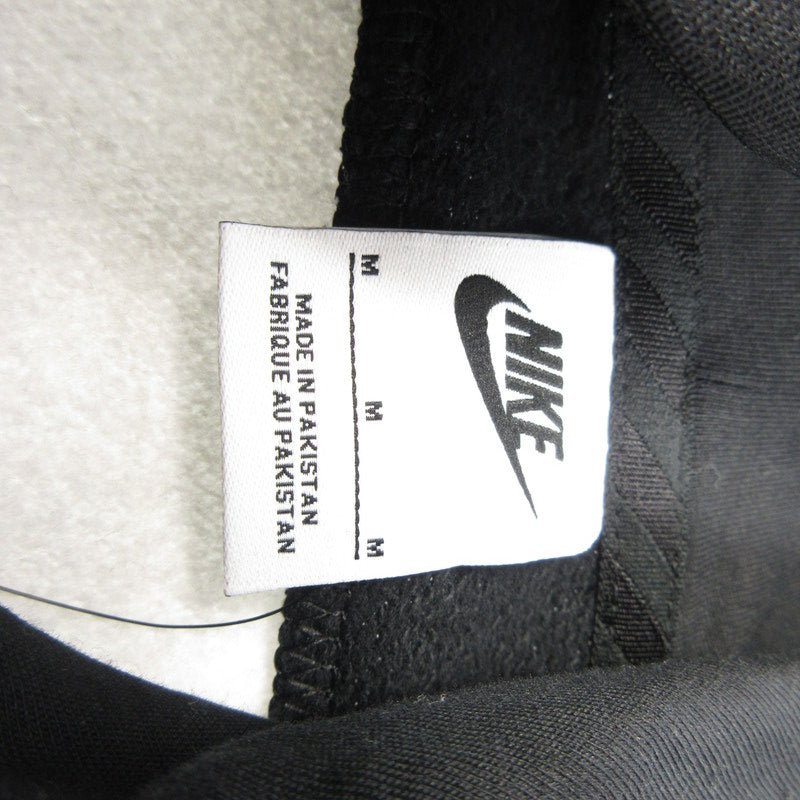 NIKE
M M M
MADE IN PAKISTAN
FABRIQUE AU PAKISTAN